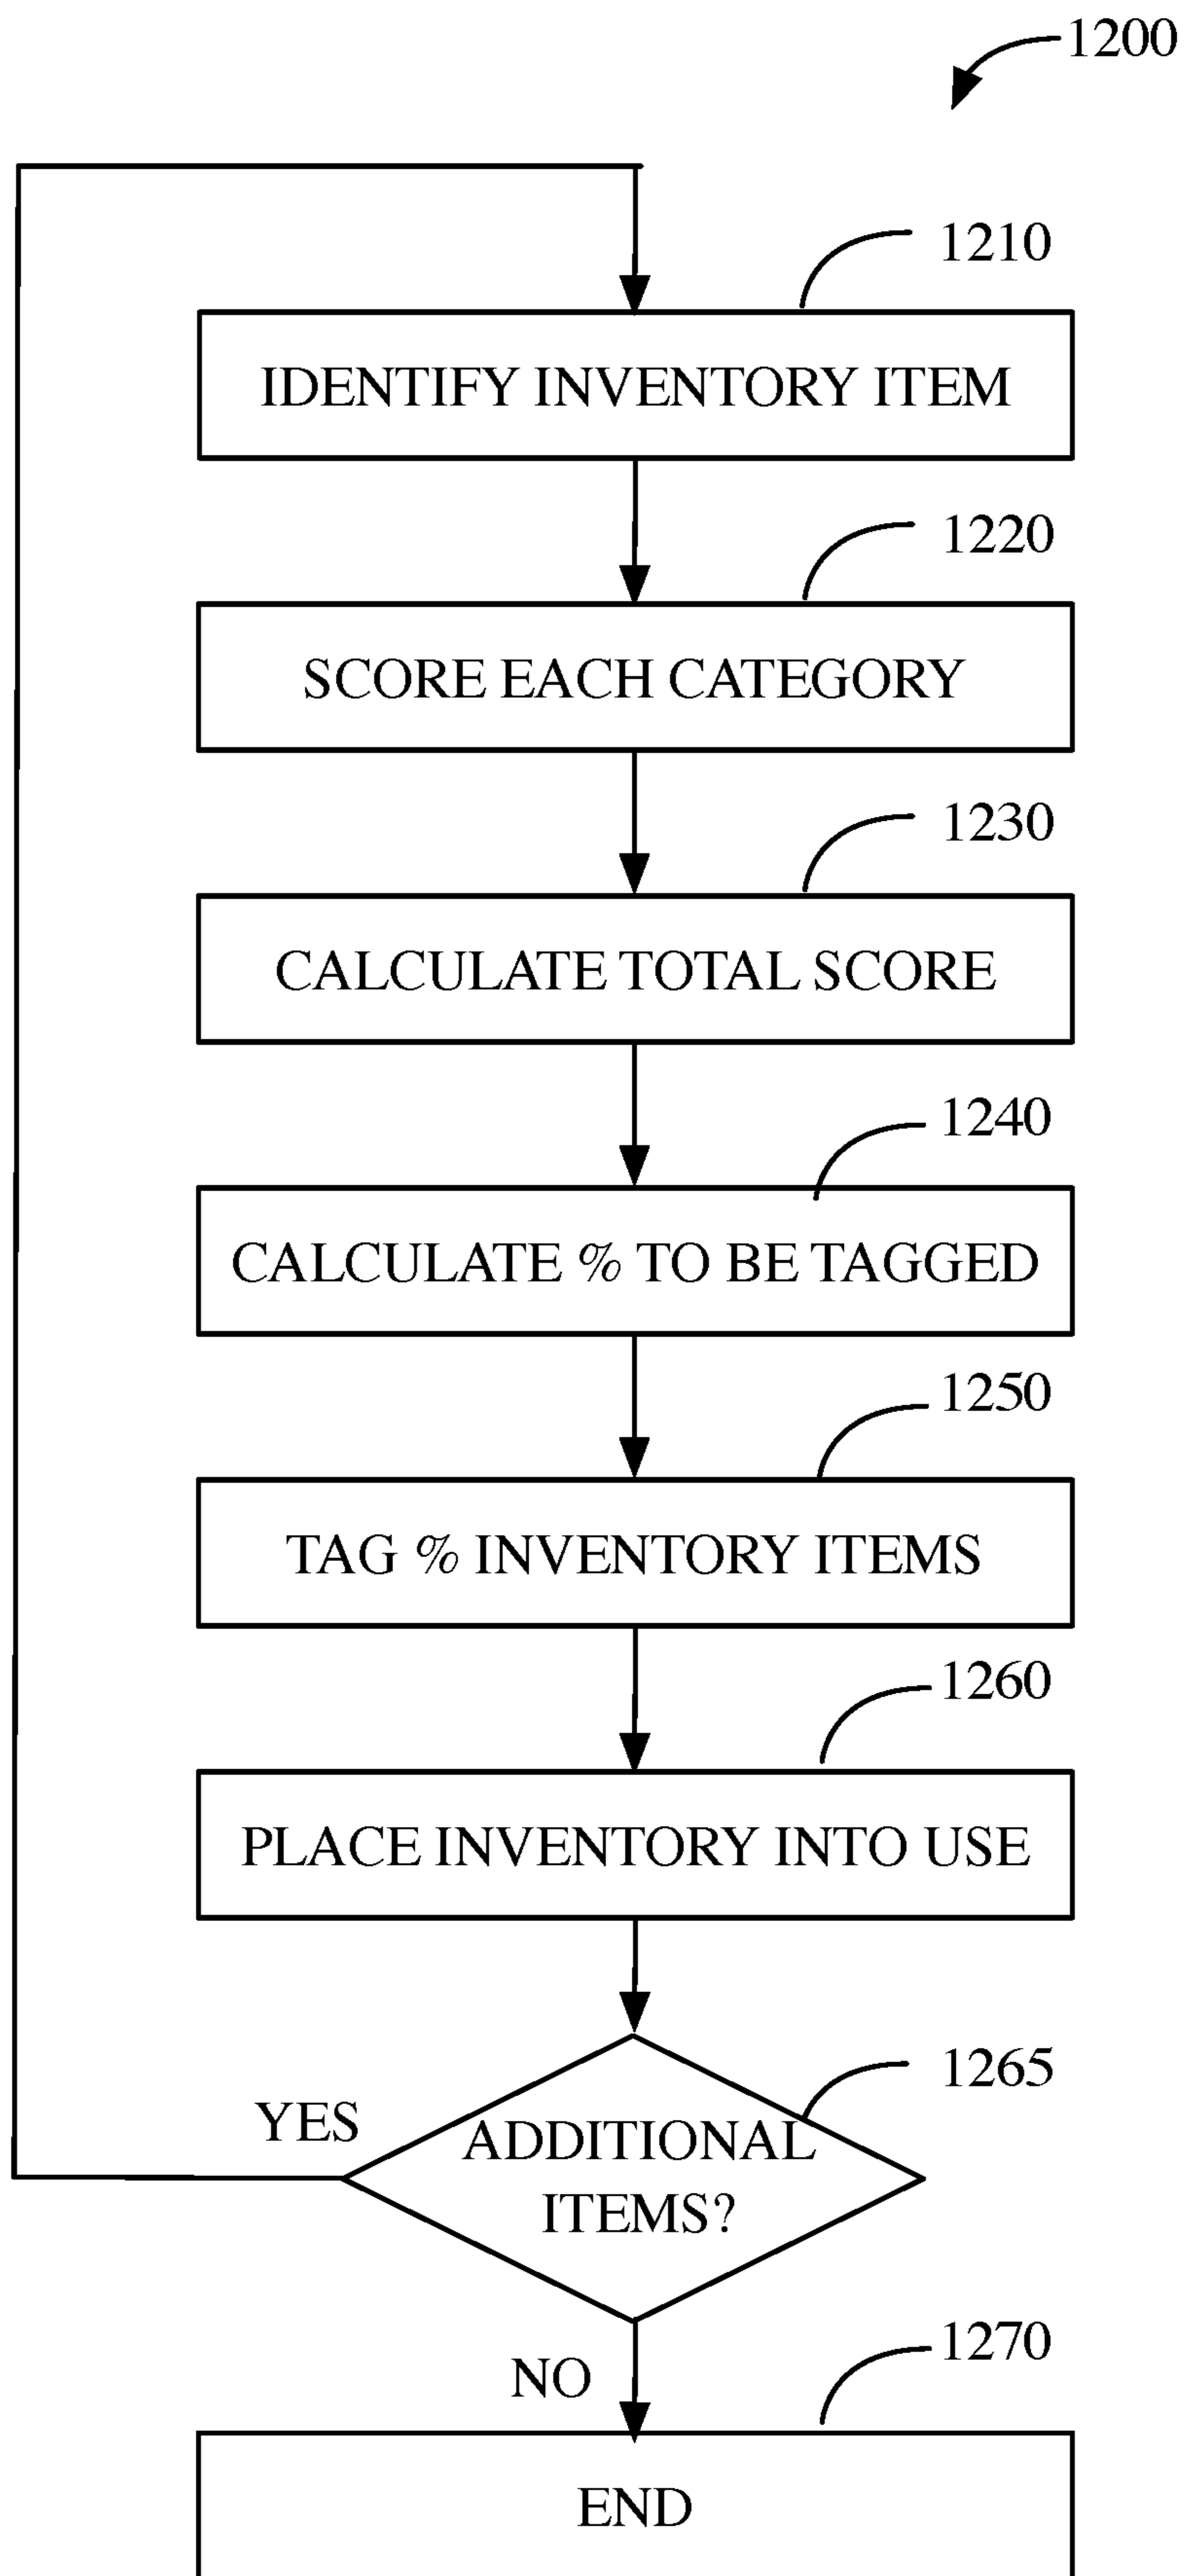 1200
1210
IDENTIFY INVENTORY ITEM
1220
SCORE EACH CATEGORY
1230
CALCULATE TOTAL SCORE
1240
CALCULATE % TO BE TAGGED
1250
TAG % INVENTORY ITEMS
1260
PLACE INVENTORY INTO USE
1265
YES
ADDITIONAL
ITEMS?
1270
NO
END